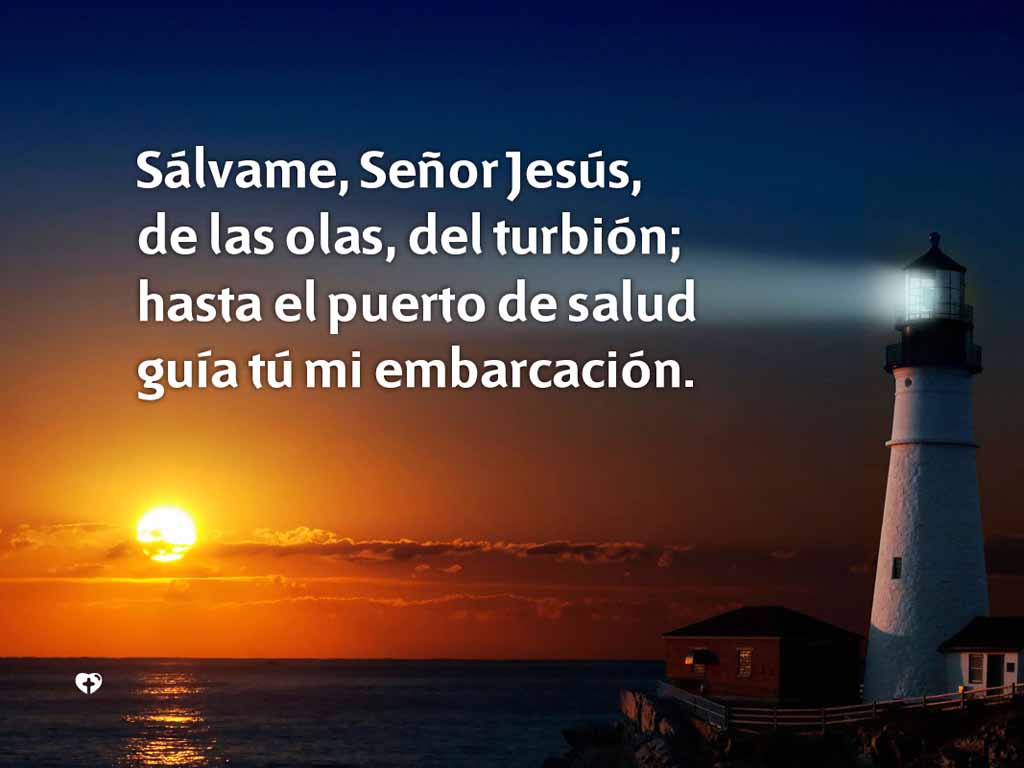 Sálvame, Señor Jesús,
de las olas, del turbión;
hasta el puerto de salud
guía tú mi embarcación.